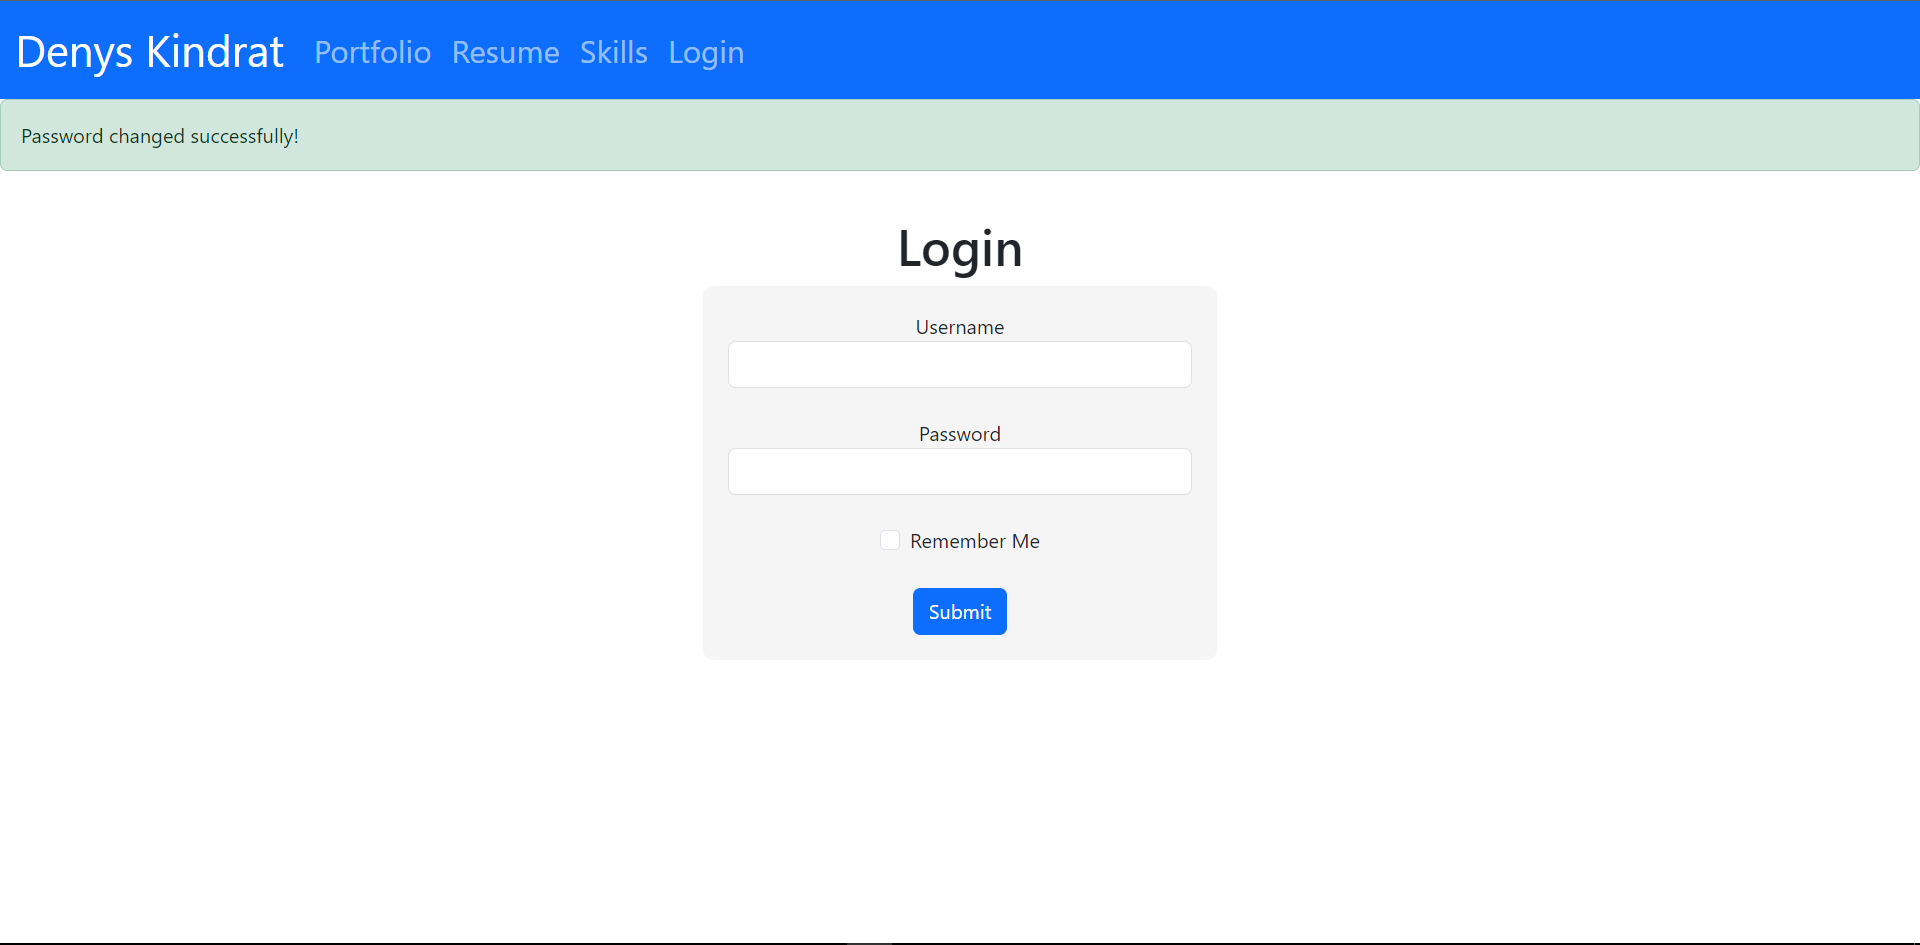 Denys Kindrat Portfolio Resume Skills Login
Password changed successfully!
Login
Username
Password
Remember Me
Submit